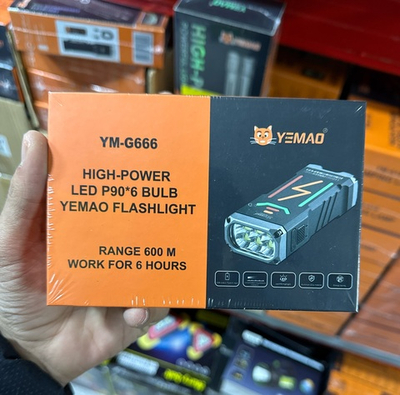 YM-G666
HIGH-POWER
LED P90*6 BULB
YEMAO FLASHLIGHT
RANGE 600 M
WORK FOR 6 HOURS
YEMAO